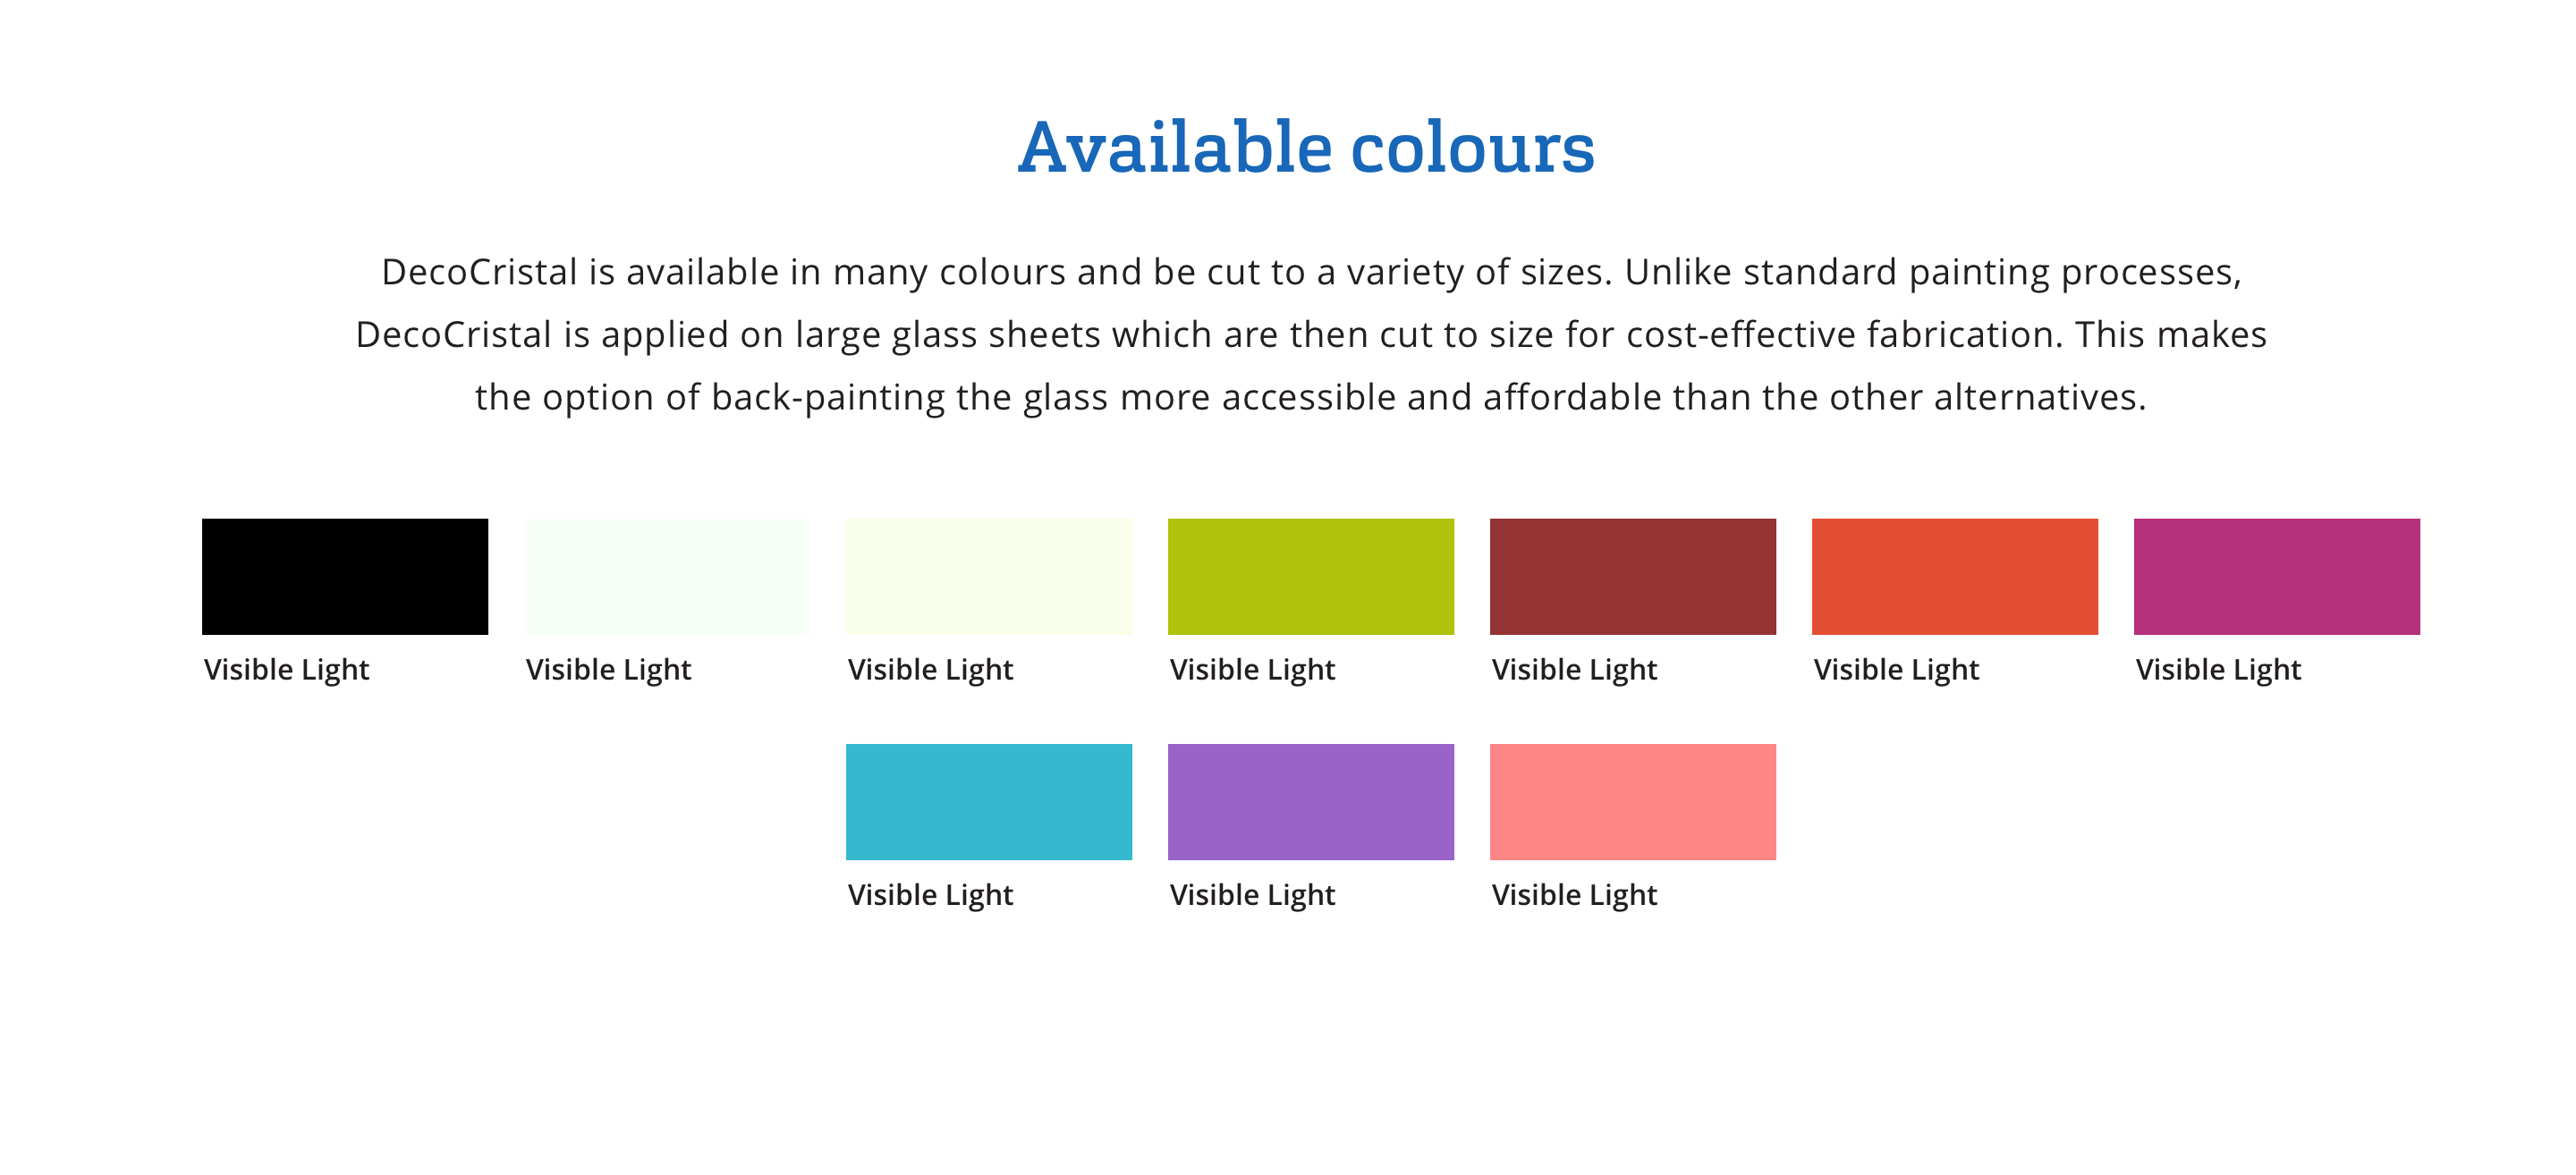 Available colours
DecoCristal is available in many colours and be cut to a variety of sizes. Unlike standard painting processes,
DecoCristal is applied on large glass sheets which are then cut to size for cost-effective fabrication. This makes
the option of back-painting the glass more accessible and affordable than the other alternatives.
Visible Light Visible Light Visible Light Visible Light Visible Light Visible Light Visible Light
Visible Light Visible Light Visible Light